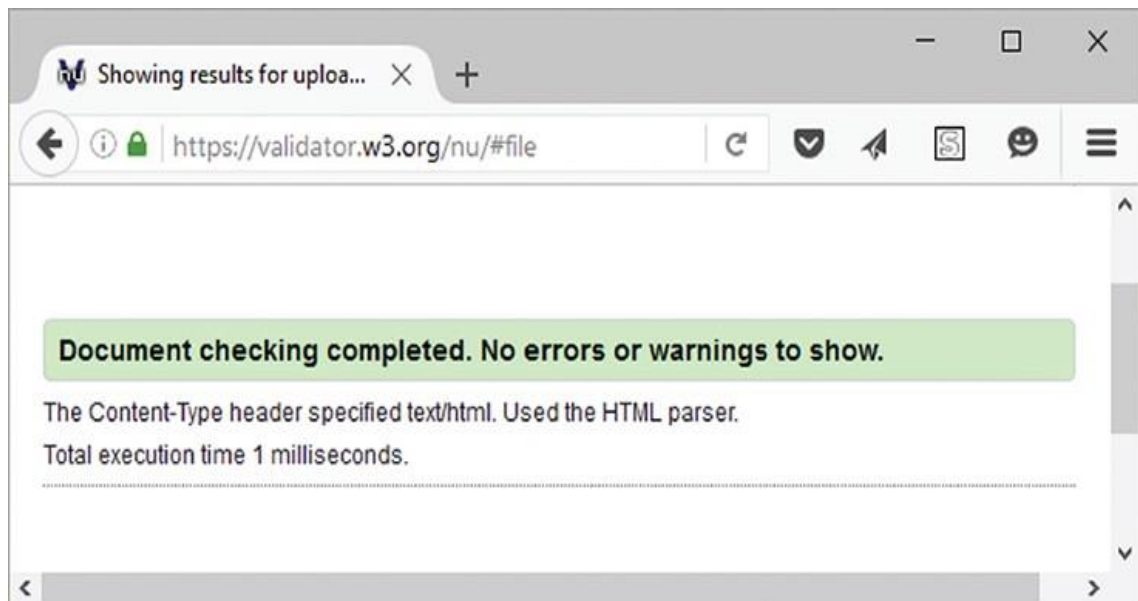 nu Showing results for uploa...
https://validator.w3.org/nu/#file
S
Document checking completed. No errors or warnings to show.
The Content-Type header specified text/html. Used the HTML parser.
Total execution time 1 milliseconds.